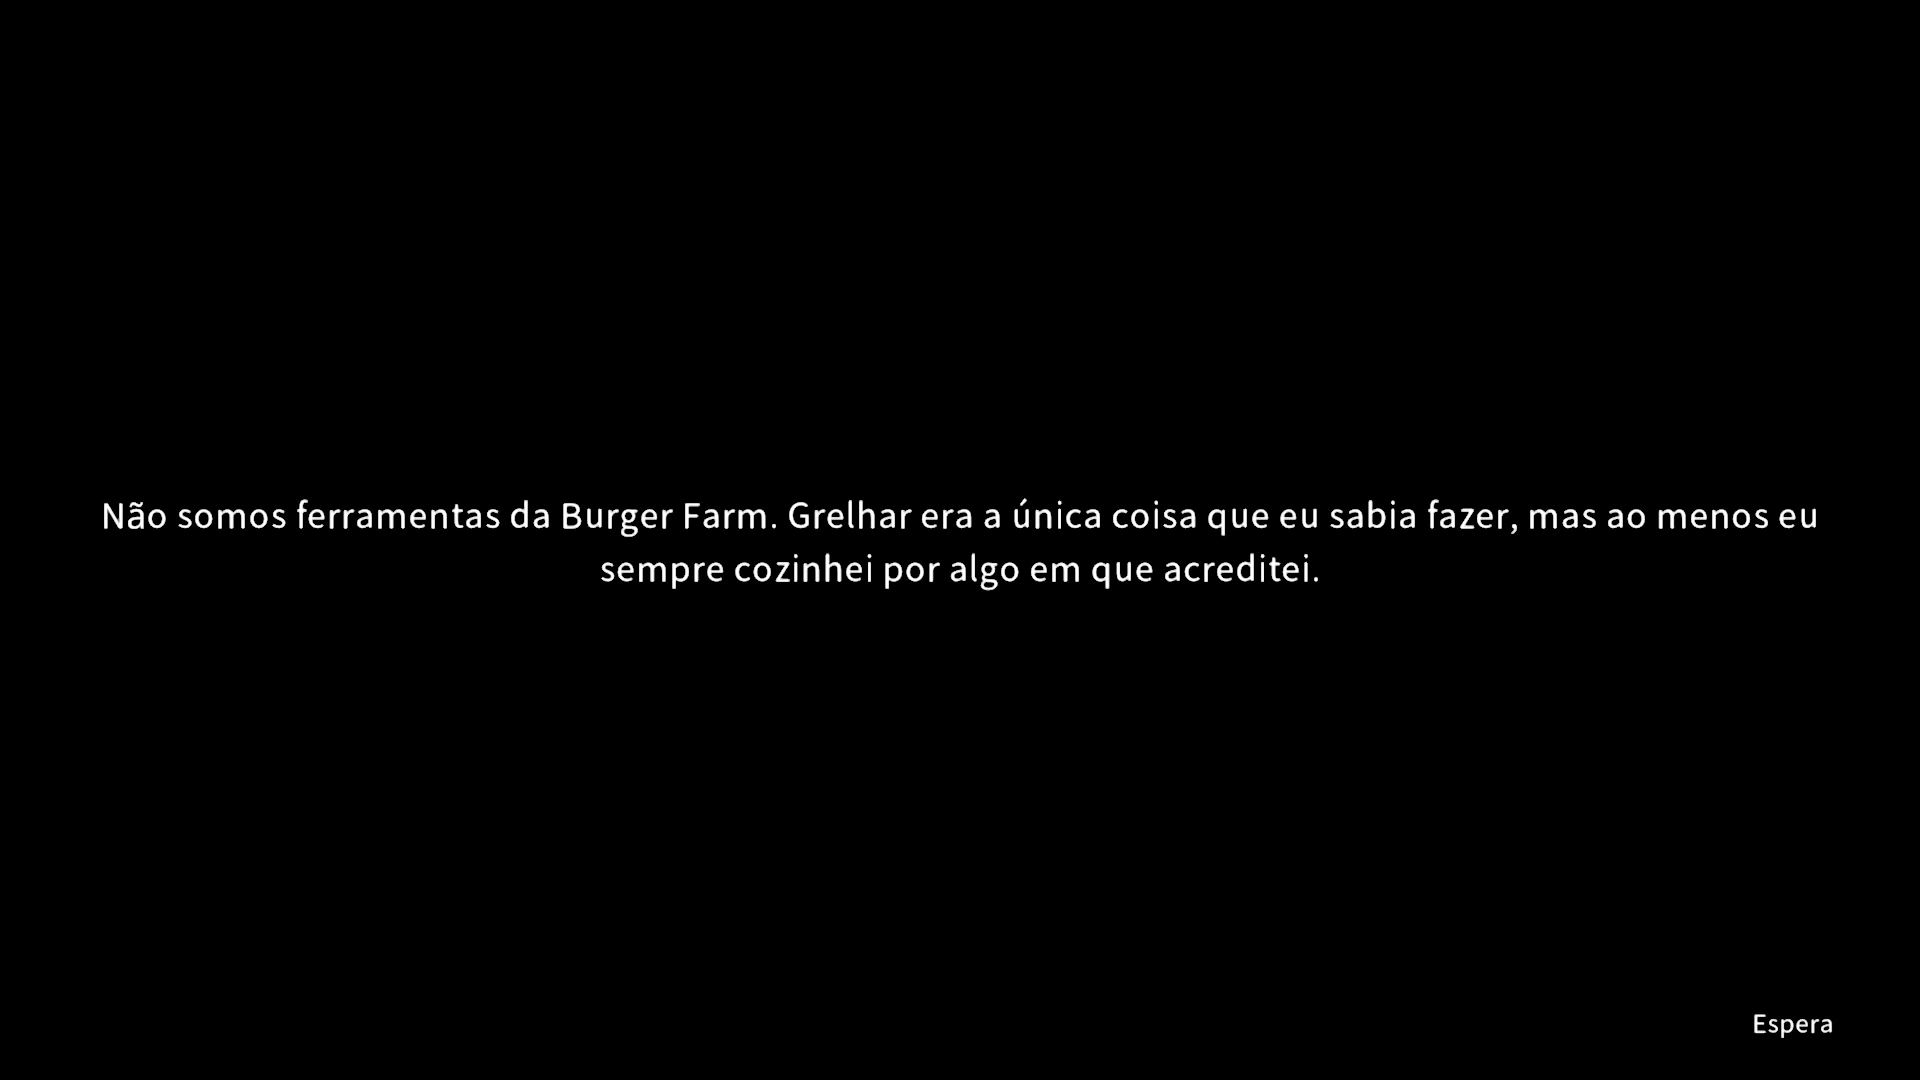 Não somos ferramentas da Burger Farm. Grelhar era a única coisa que eu sabia fazer, mas ao menos eu
sempre cozinhei por algo em que acreditei.
Espera